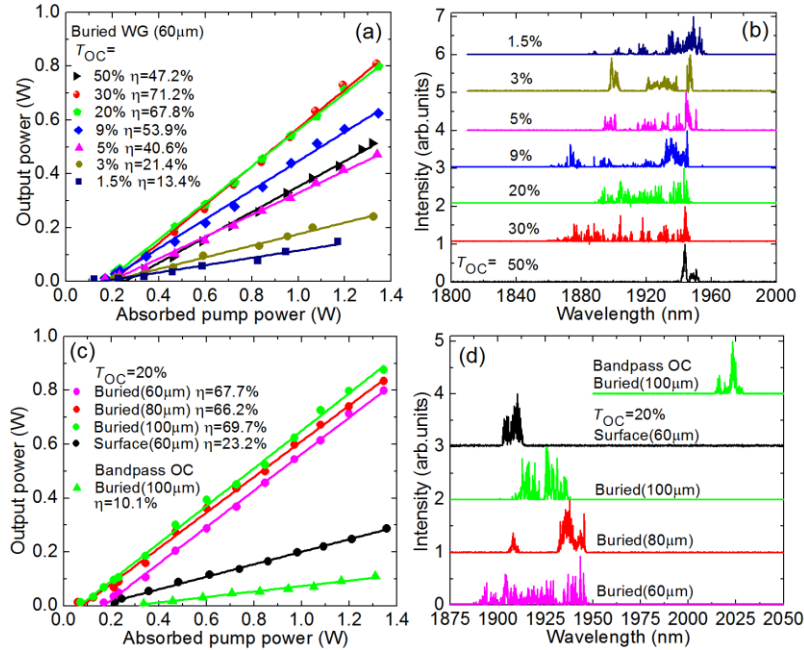 Buried WG (60μm)
(a)
T_OC=
50% η=47.2%
30% η=71.2%
20% η=67.8%
9% η=53.9%
5% η=40.6%
3% η=21.4%
1.5% η=13.4%
Output power (W)
1.0
0.8
0.6
0.4
0.2
0.0
0.0 0.2 0.4 0.6 0.8 1.0 1.2 1.4
Absorbed pump power (W)
(b)
1.5%
3%
5%
9%
20%
30%
T_OC= 50%
Intensity (arb.units)
7
6
5
4
3
2
1
0
1800 1840 1880 1920 1960 2000
Wavelength (nm)
(c)
T_OC=20%
Buried(60μm) η=67.7%
Buried(80μm) η=66.2%
Buried(100μm) η=69.7%
Surface(60μm) η=23.2%
Bandpass OC
Buried(100μm)
η=10.1%
Output power (W)
1.0
0.8
0.6
0.4
0.2
0.0
0.0 0.2 0.4 0.6 0.8 1.0 1.2 1.4
Absorbed pump power (W)
(d)
Bandpass OC
Buried(100μm)
T_OC=20%
Surface(60μm)
Buried(100μm)
Buried(80μm)
Buried(60μm)
Intensity (arb.units)
5
4
3
2
1
0
1875 1900 1925 1950 1975 2000 2025 2050
Wavelength (nm)